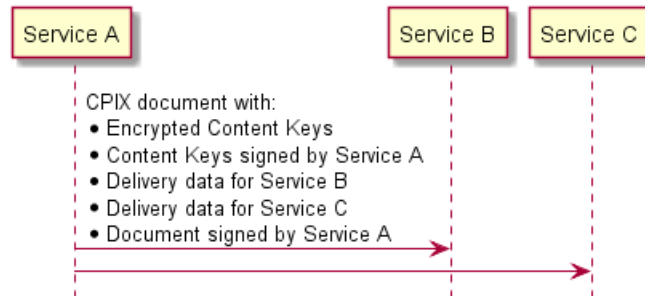 Service A
Service B
Service C
CPIX document with:
• Encrypted Content Keys
• Content Keys signed by Service A
• Delivery data for Service B
• Delivery data for Service C
• Document signed by Service A